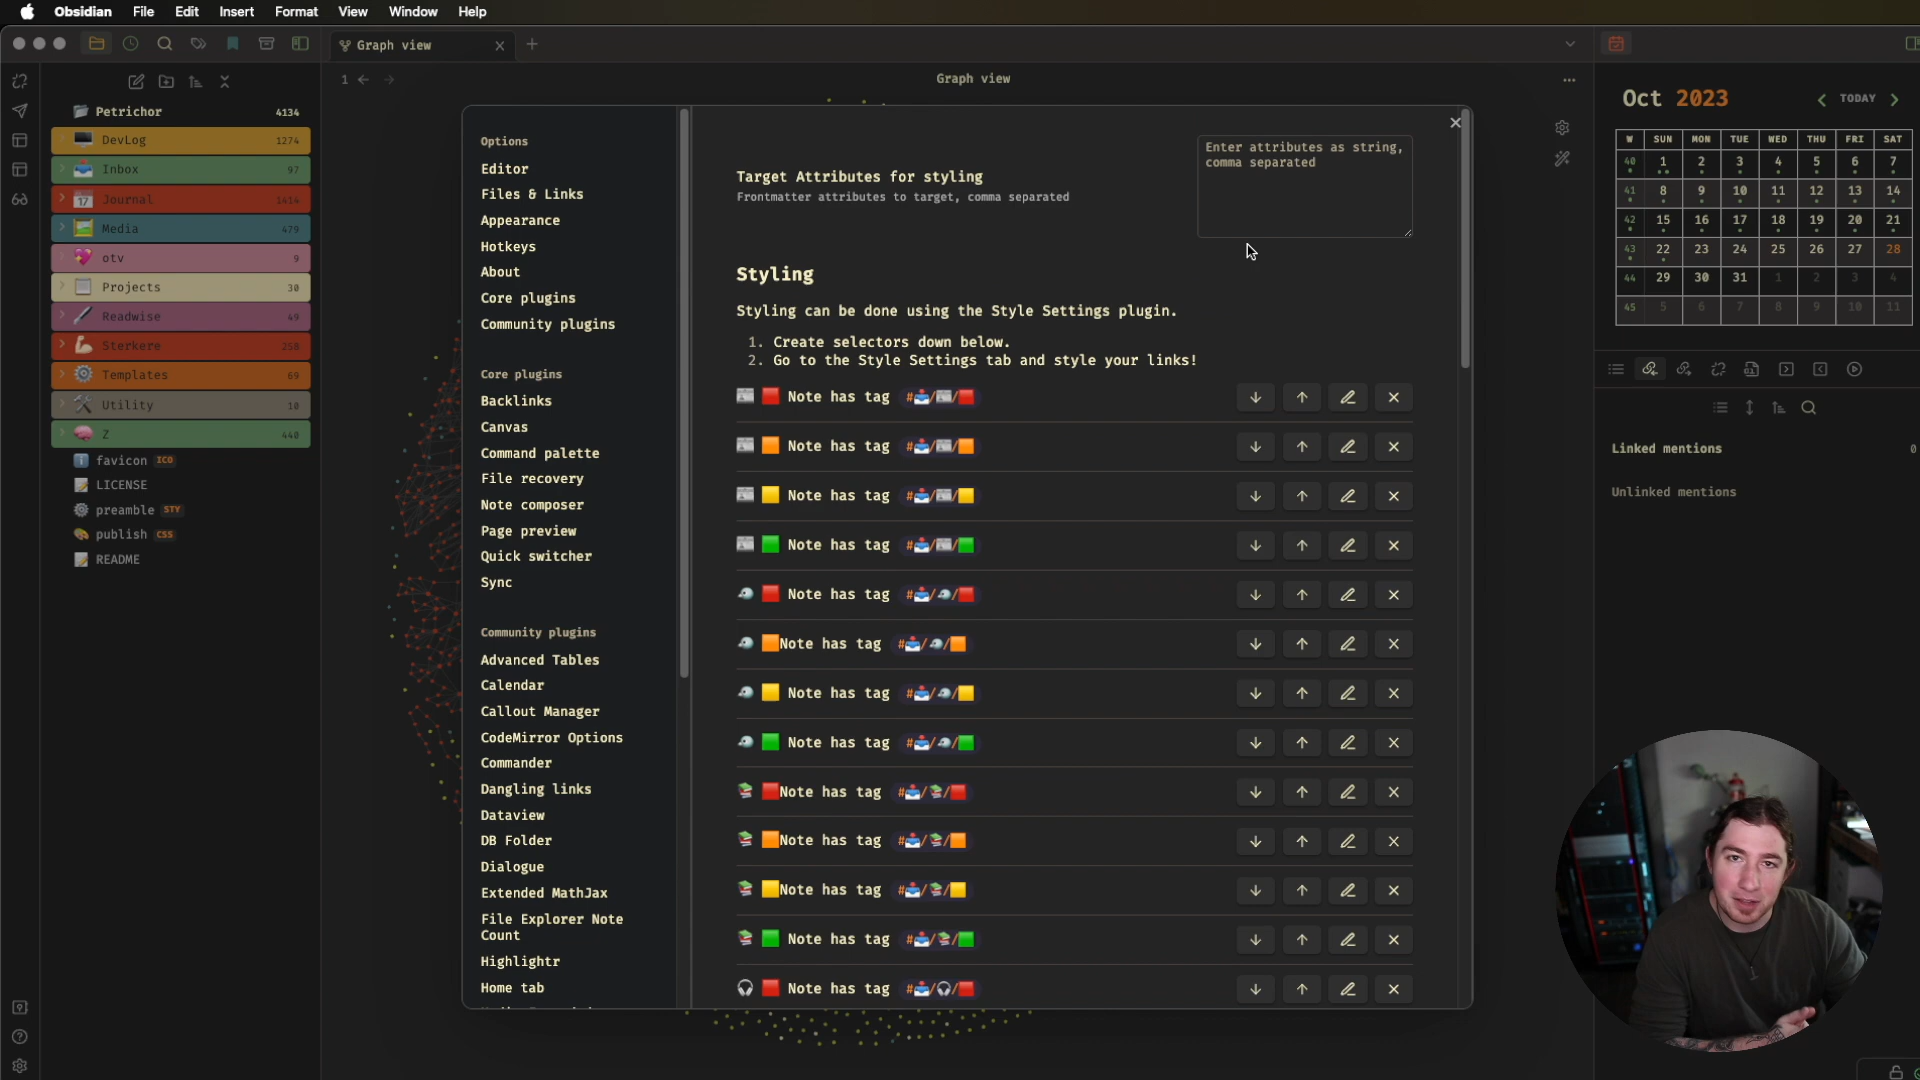 Obsidian File Edit Insert Format View Window Help
Graph view
1
Graph view
Petrichor 4134
DevLog 1274
Inbox 97
Journal 1414
Media 479
otv 9
Projects 30
Readwise 49
Sterkere 258
Templates 69
Utility 10
Z 440
favicon ICO
LICENSE
preamble STY
publish CSS
README
Options
Editor
Files & Links
Appearance
Hotkeys
About
Core plugins
Community plugins
Core plugins
Backlinks
Canvas
Command palette
File recovery
Note composer
Page preview
Quick switcher
Sync
Community plugins
Advanced Tables
Calendar
Callout Manager
CodeMirror Options
Commander
Dangling links
Dataview
DB Folder
Dialogue
Extended MathJax
File Explorer Note
Count
Highlightr
Home tab
Target Attributes for styling
Frontmatter attributes to target, comma separated
Enter attributes as string,
comma separated
Styling
Styling can be done using the Style Settings plugin.
1. Create selectors down below.
2. Go to the Style Settings tab and style your links!
📰 🟥 Note has tag #📥/📰/🟥
📰 🟧 Note has tag #📥/📰/🟧
📰 🟨 Note has tag #📥/📰/🟨
📰 🟩 Note has tag #📥/📰/🟩
🟥 Note has tag #📥/ /🟥
🟧Note has tag #📥/ /🟧
🟨 Note has tag #📥/ /🟨
🟩 Note has tag #📥/ /🟩
📚 🟥Note has tag #📥/📚/🟥
📚 🟧Note has tag #📥/📚/🟧
📚 🟨Note has tag #📥/📚/🟨
📚 🟩 Note has tag #📥/📚/🟩
🎧 🟥 Note has tag #📥/🎧/🟥
Oct 2023 TODAY
W SUN MON TUE WED THU FRI SAT
40 1 2 3 4 5 6 7
41 8 9 10 11 12 13 14
42 15 16 17 18 19 20 21
43 22 23 24 25 26 27 28
44 29 30 31 1 2 3 4
45 5 6 7 8 9 10 11
Linked mentions 0
Unlinked mentions